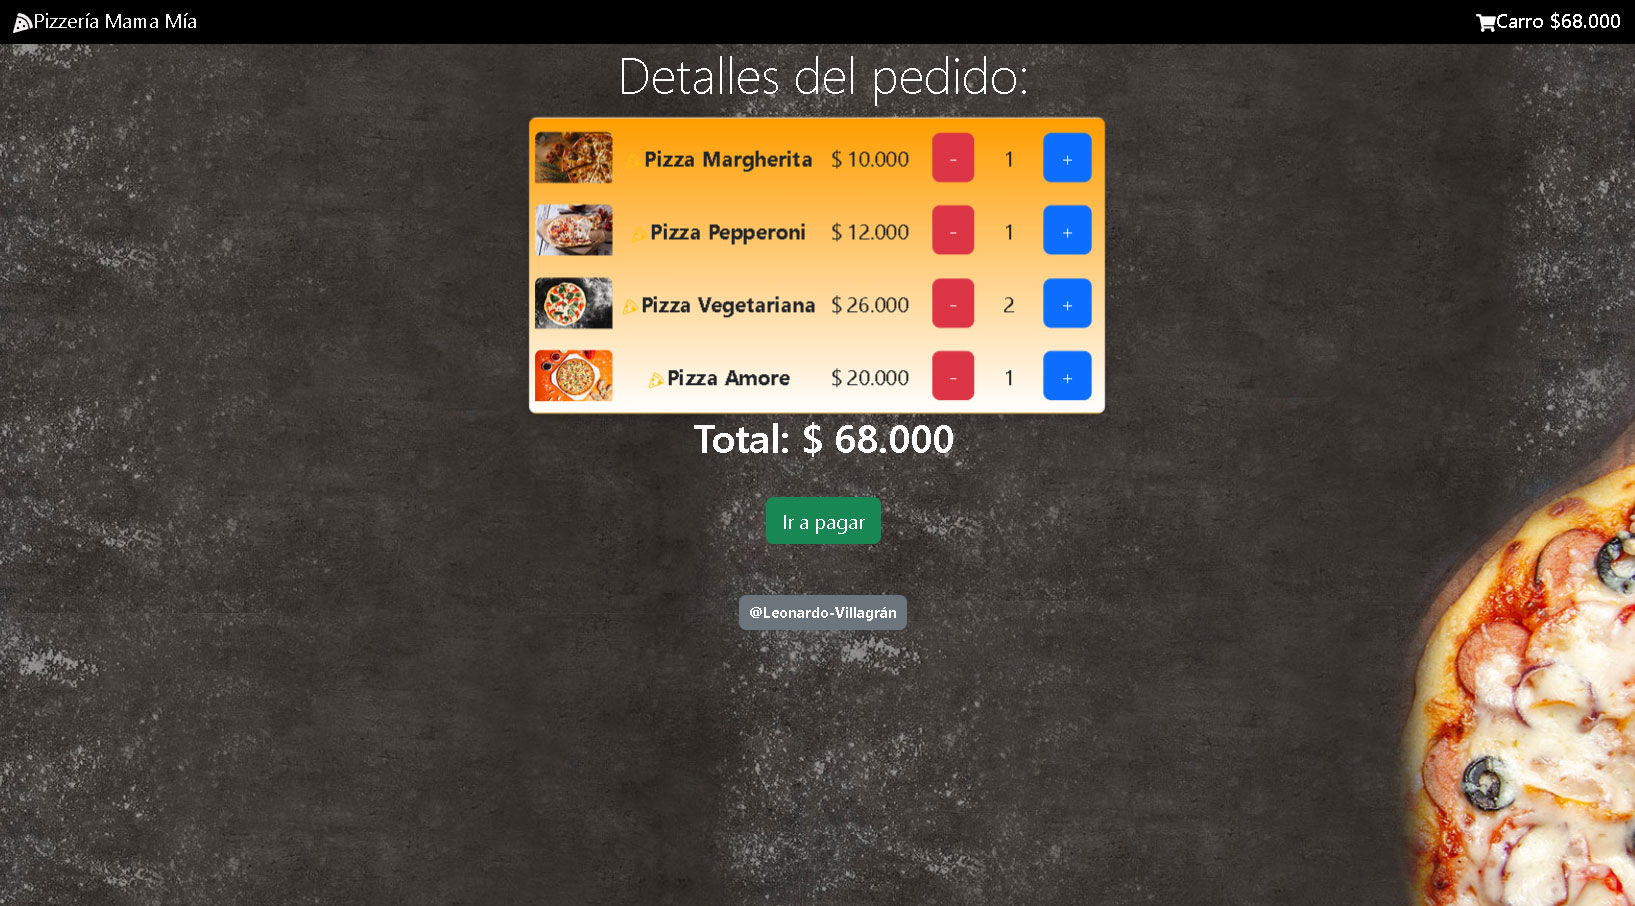 Pizzería Mama Mía
Carro $68.000
Detalles del pedido:
Pizza Margherita $ 10.000 - 1 +
Pizza Pepperoni $ 12.000 - 1 +
Pizza Vegetariana $ 26.000 - 2 +
Pizza Amore $ 20.000 - 1 +
Total: $ 68.000
Ir a pagar
@Leonardo-Villagrán